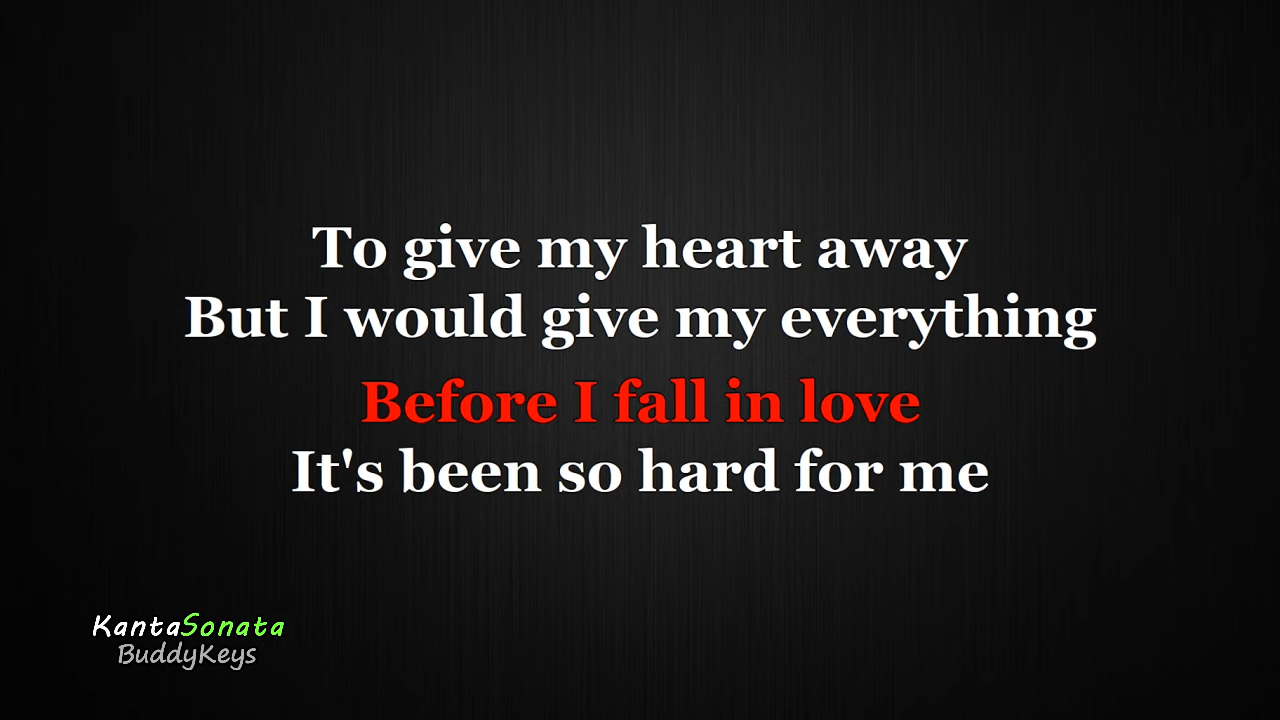 To give my heart away
But I would give my everything
Before I fall in love
It's been so hard for me
KantaSonata
BuddyKeys